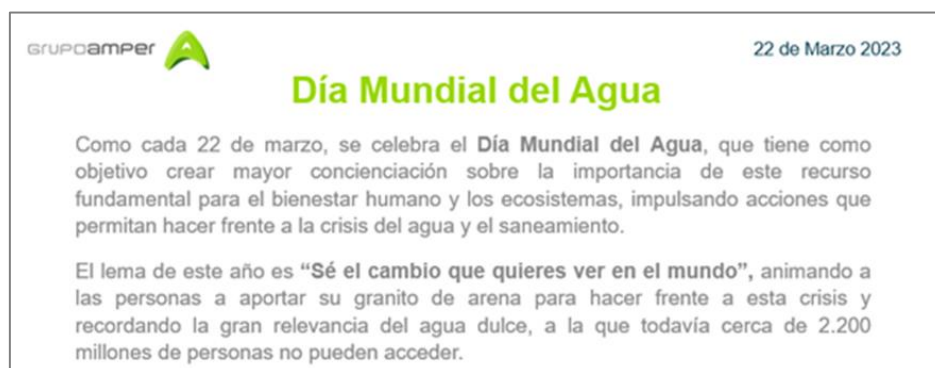 GRUPOAMPER
22 de Marzo 2023
Día Mundial del Agua
Como cada 22 de marzo, se celebra el Día Mundial del Agua, que tiene como
objetivo crear mayor concienciación sobre la importancia de este recurso
fundamental para el bienestar humano y los ecosistemas, impulsando acciones que
permitan hacer frente a la crisis del agua y el saneamiento.
El lema de este año es “Sé el cambio que quieres ver en el mundo”, animando a
las personas a aportar su granito de arena para hacer frente a esta crisis y
recordando la gran relevancia del agua dulce, a la que todavía cerca de 2.200
millones de personas no pueden acceder.